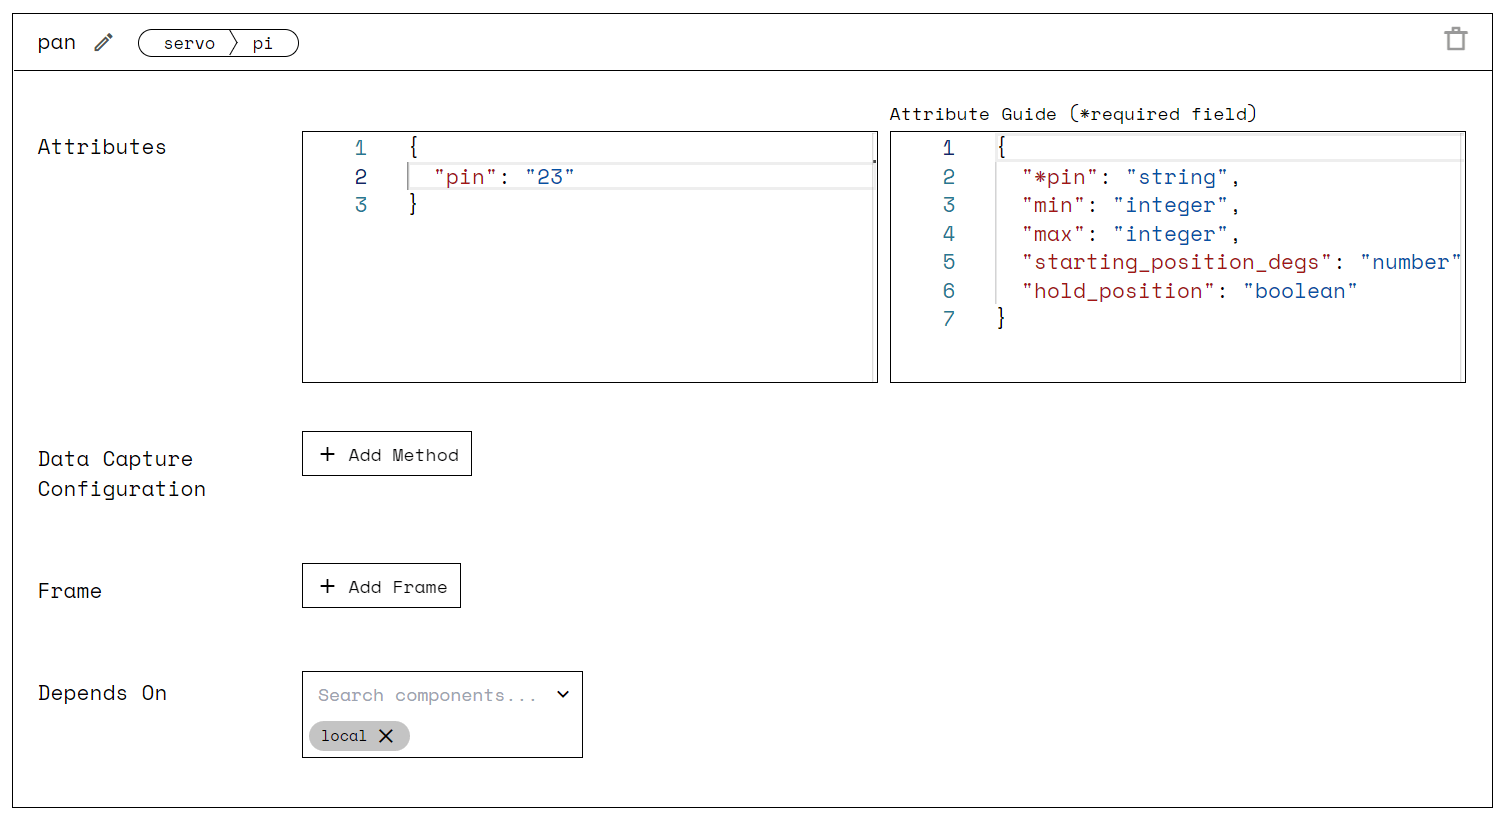 pan servo pi
Attribute Guide (*required field)
Attributes
1 {
2 "pin": "23"
3 }
1 {
2 "*pin": "string",
3 "min": "integer",
4 "max": "integer",
5 "starting_position_degs": "number"
6 "hold_position": "boolean"
7 }
Data Capture
Configuration
+ Add Method
Frame
+ Add Frame
Depends On
Search components...
local